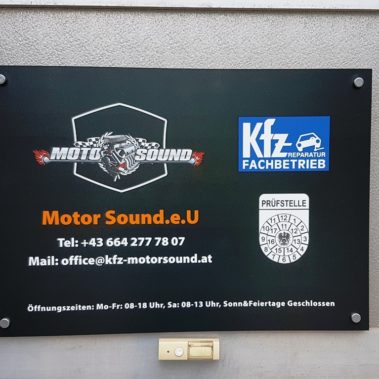 MOTO SOUND
Kfz
REPARATUR
FACHBETRIEB
Motor Sound.e.U
Tel: +43 664 277 78 07
Mail: office@kfz-motorsound.at
PRÜFSTELLE
Öffnungszeiten: Mo-Fr: 08-18 Uhr, Sa: 08-13 Uhr, Sonn&Feiertage Geschlossen